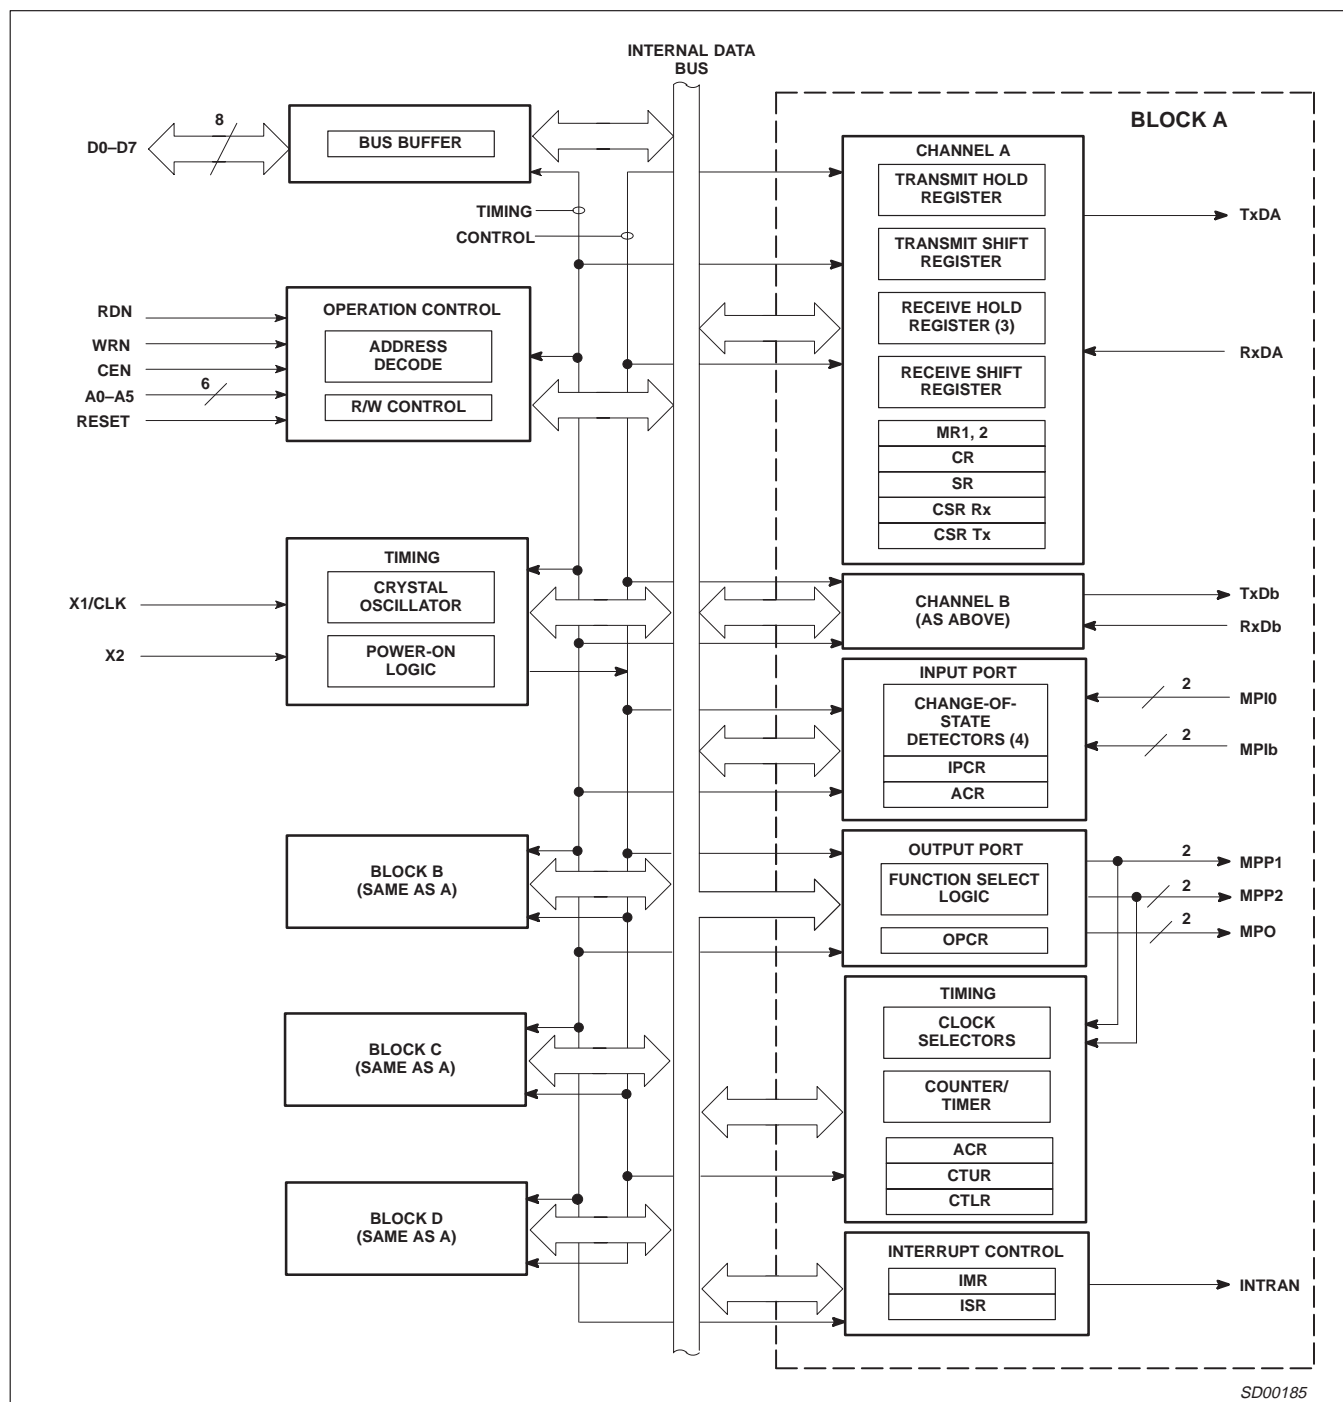 INTERNAL DATA
BUS
D0–D7
8
BUS BUFFER
TIMING
CONTROL
RDN
WRN
CEN
A0–A5
6
RESET
OPERATION CONTROL
ADDRESS
DECODE
R/W CONTROL
X1/CLK
X2
TIMING
CRYSTAL
OSCILLATOR
POWER-ON
LOGIC
BLOCK B
(SAME AS A)
BLOCK C
(SAME AS A)
BLOCK D
(SAME AS A)
BLOCK A
CHANNEL A
TRANSMIT HOLD
REGISTER
TRANSMIT SHIFT
REGISTER
RECEIVE HOLD
REGISTER (3)
RECEIVE SHIFT
REGISTER
MR1, 2
CR
SR
CSR Rx
CSR Tx
TxDA
RxDA
CHANNEL B
(AS ABOVE)
TxDb
RxDb
INPUT PORT
CHANGE-OF-
STATE
DETECTORS (4)
IPCR
ACR
2
MPI0
2
MPIb
OUTPUT PORT
FUNCTION SELECT
LOGIC
OPCR
2
MPP1
2
MPP2
2
MPO
TIMING
CLOCK
SELECTORS
COUNTER/
TIMER
ACR
CTUR
CTLR
INTERRUPT CONTROL
IMR
ISR
INTRAN
SD00185